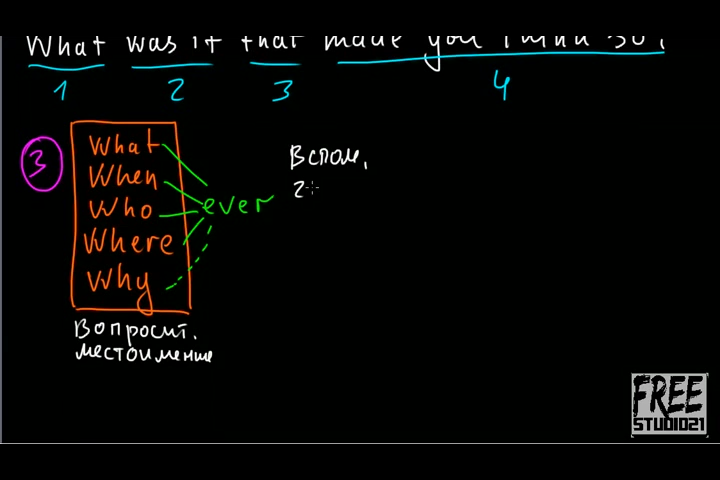 What was it that made you think so?
1 2 3 4
3
What
When
Who
Where
Why
ever
Вспом.
г
Вопросит.
местоимение
FREE
STUDIO21